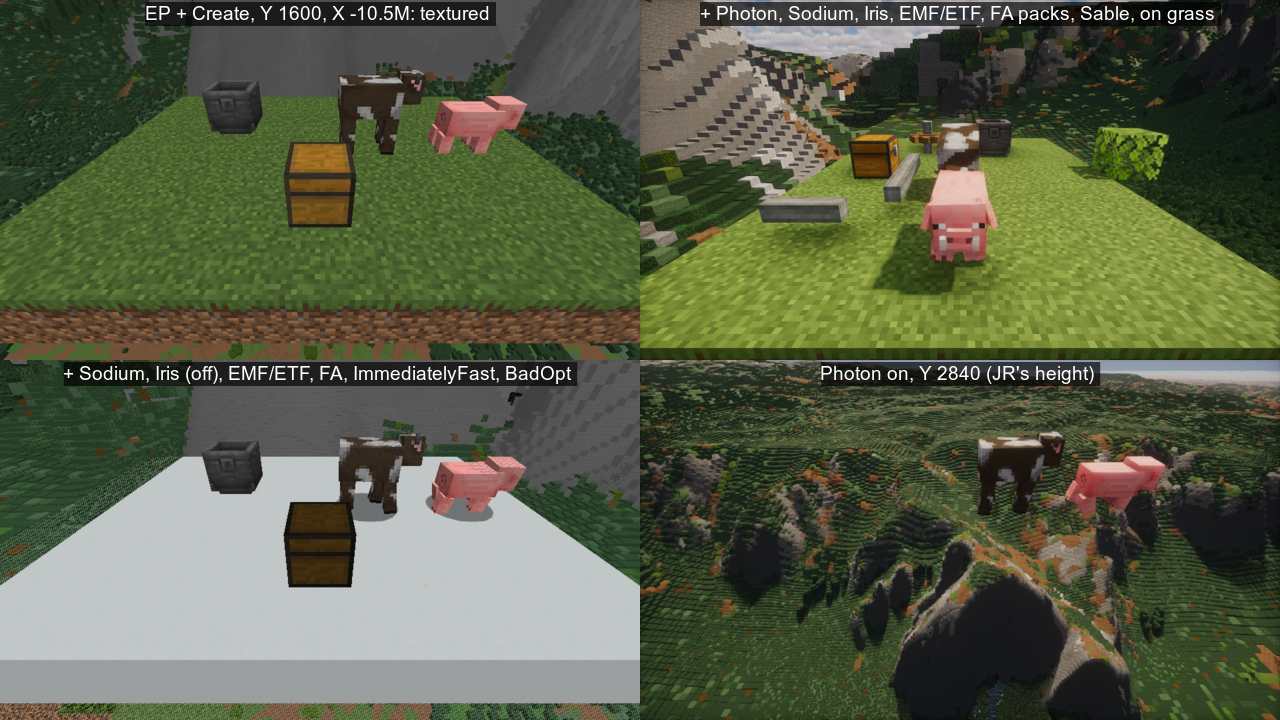 EP + Create, Y 1600, X -10.5M: textured
+ Photon, Sodium, Iris, EMF/ETF, FA packs, Sable, on grass
+ Sodium, Iris (off), EMF/ETF, FA, ImmediatelyFast, BadOpt
Photon on, Y 2840 (JR's height)